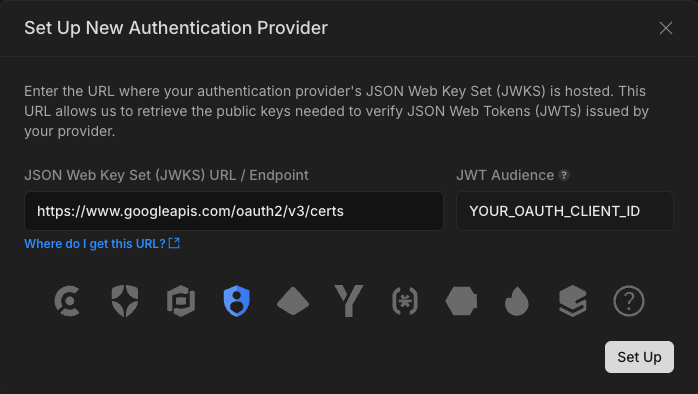 Set Up New Authentication Provider
Enter the URL where your authentication provider's JSON Web Key Set (JWKS) is hosted. This
URL allows us to retrieve the public keys needed to verify JSON Web Tokens (JWTs) issued by
your provider.
JSON Web Key Set (JWKS) URL / Endpoint
JWT Audience ?
https://www.googleapis.com/oauth2/v3/certs
YOUR_OAUTH_CLIENT_ID
Where do I get this URL?
Set Up